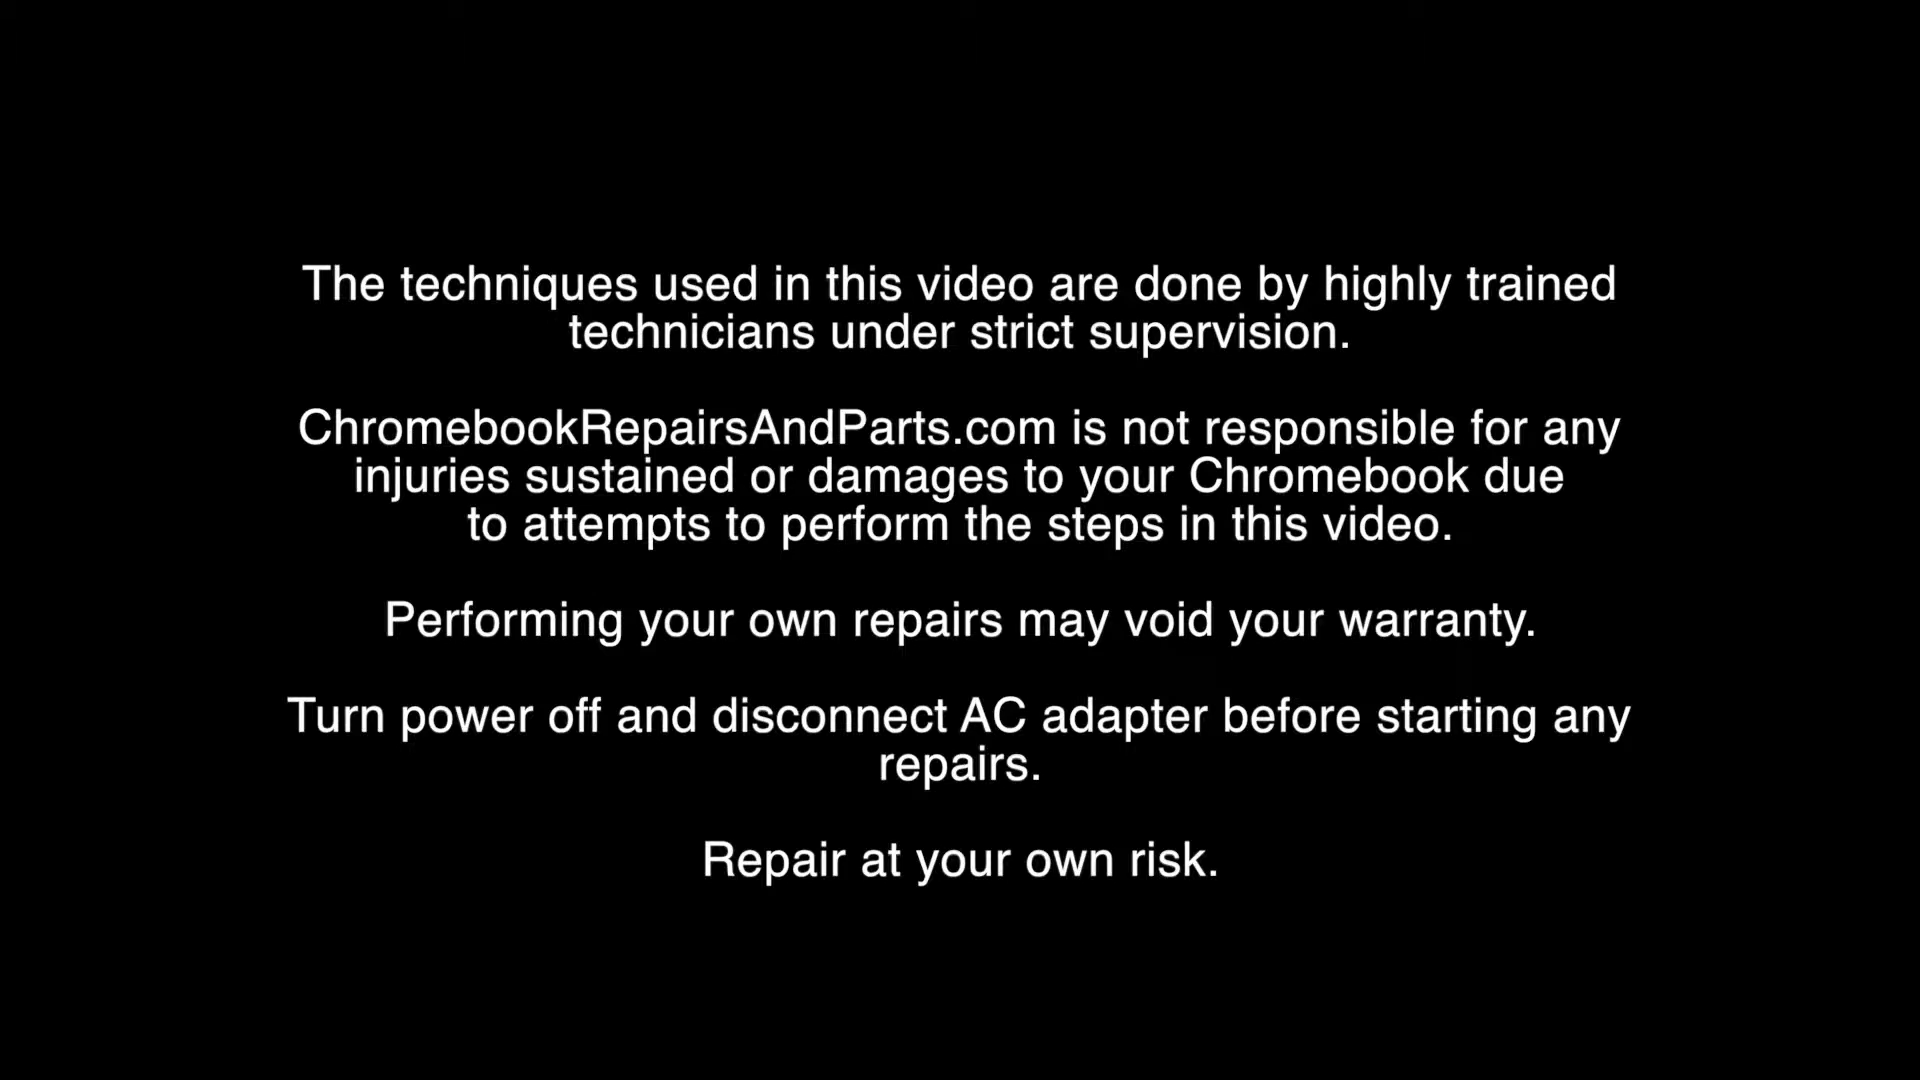 The techniques used in this video are done by highly trained
technicians under strict supervision.
ChromebookRepairsAndParts.com is not responsible for any
injuries sustained or damages to your Chromebook due
to attempts to perform the steps in this video.
Performing your own repairs may void your warranty.
Turn power off and disconnect AC adapter before starting any
repairs.
Repair at your own risk.